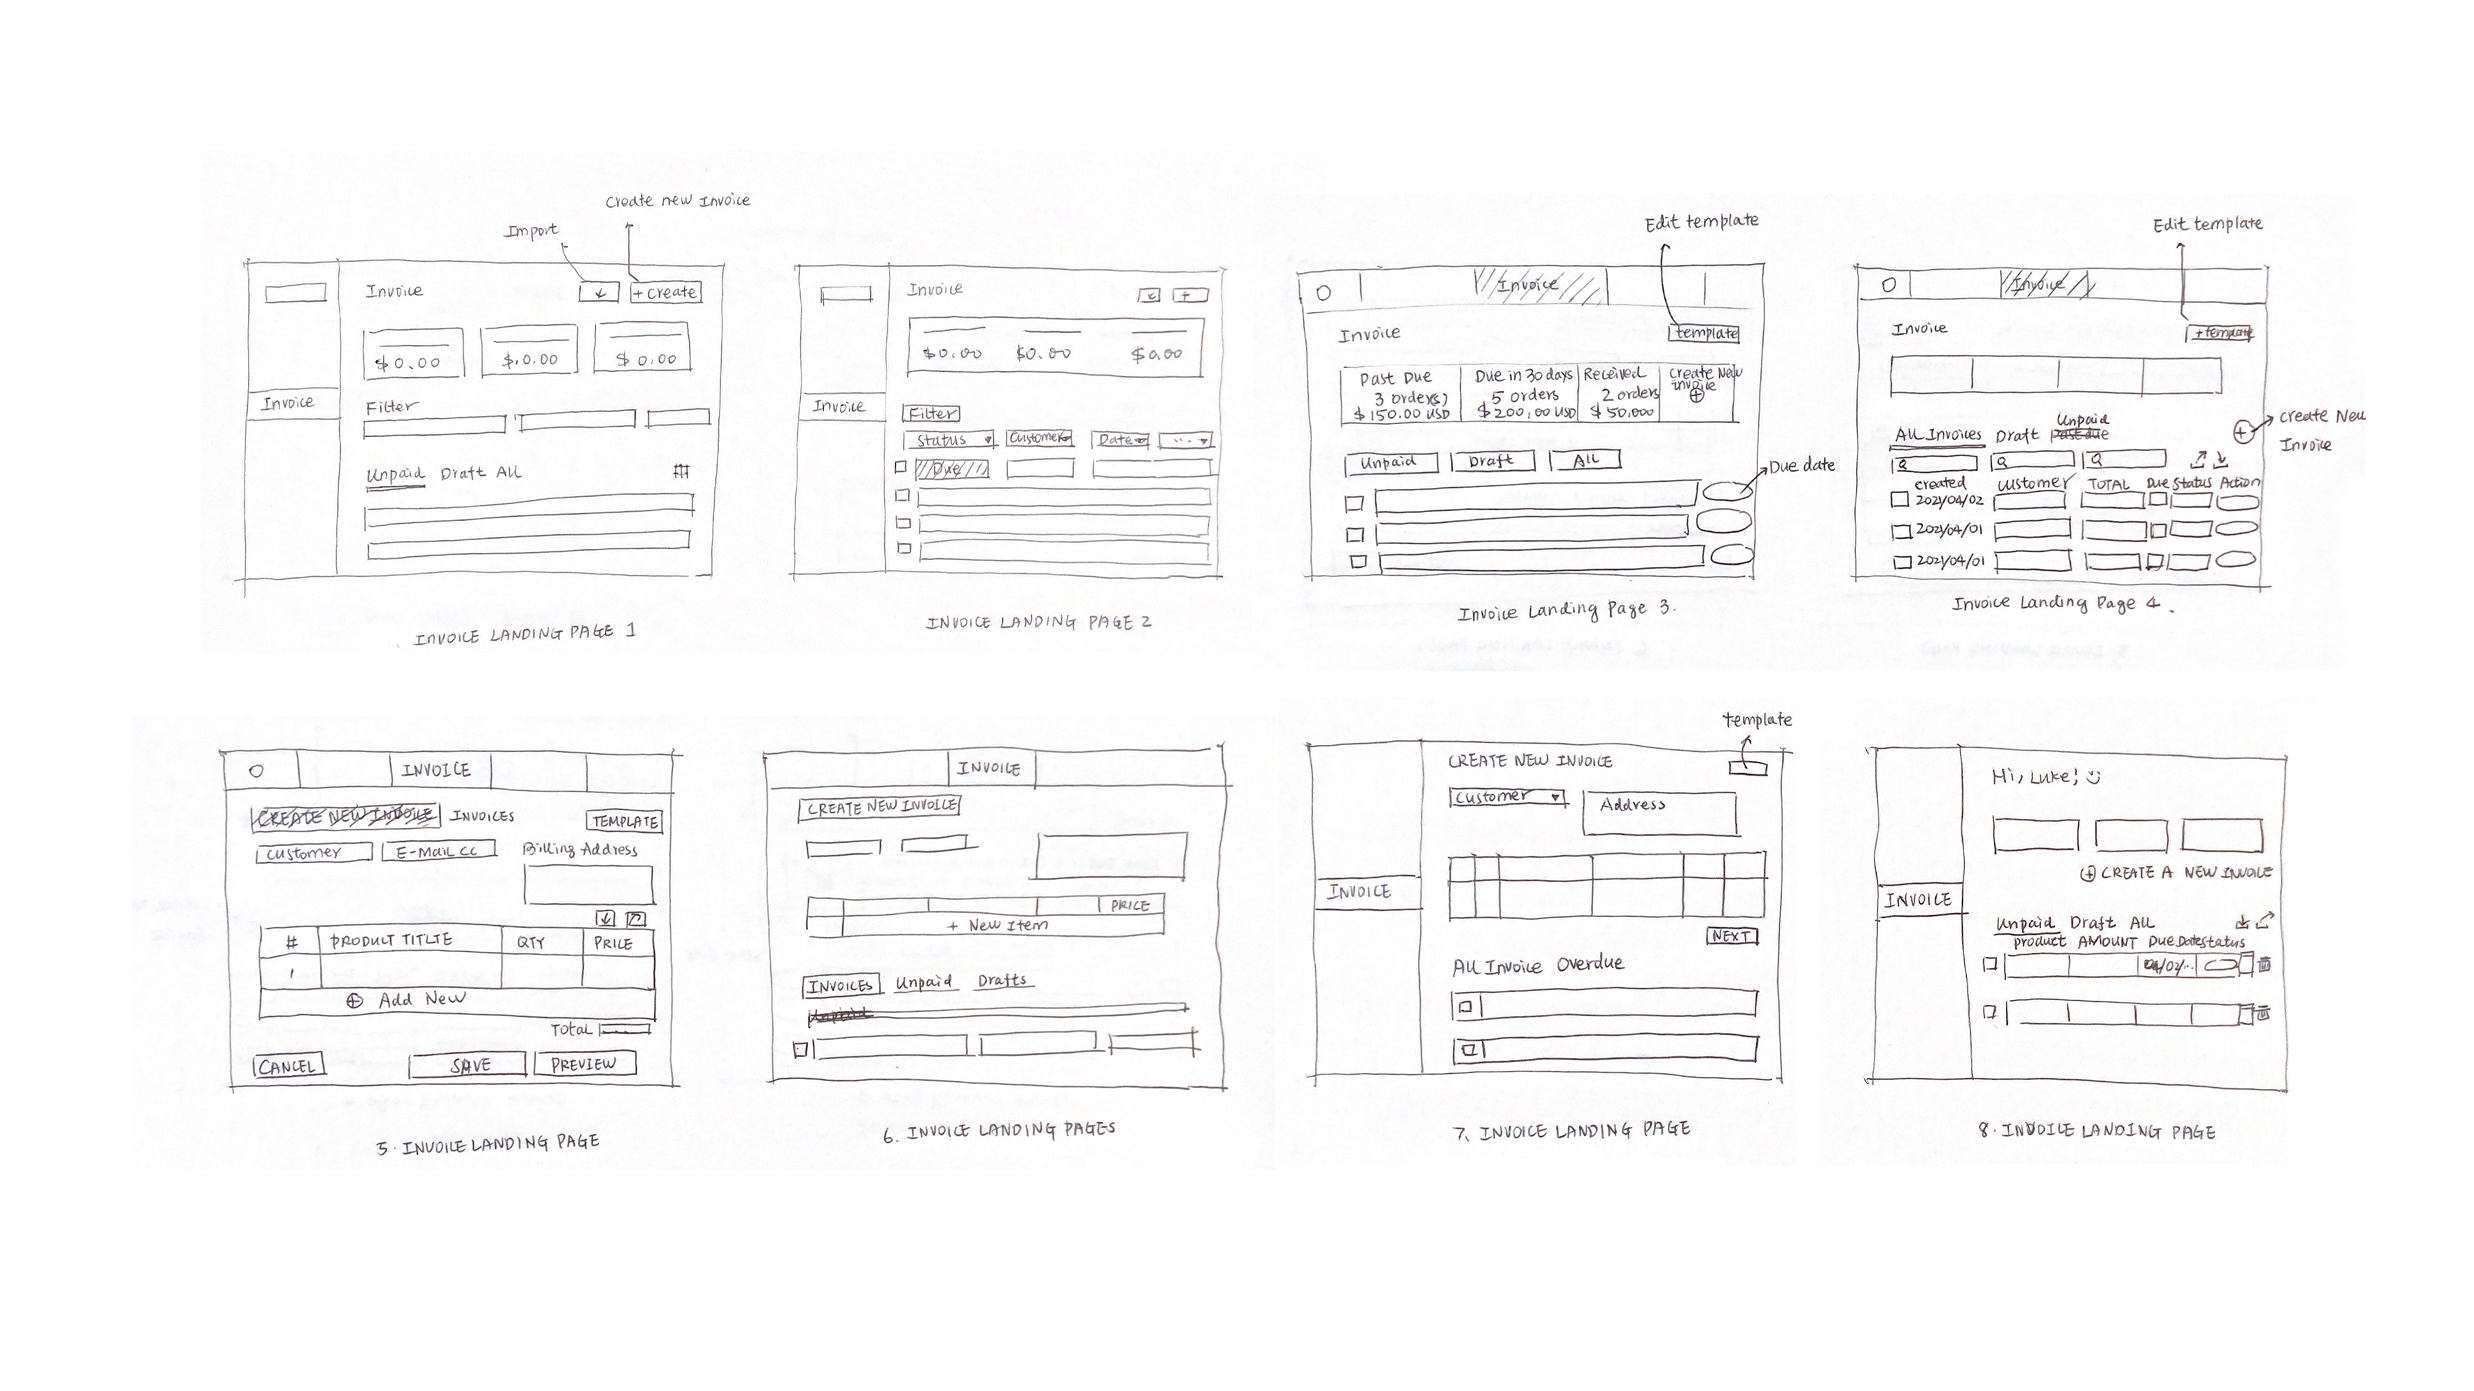 Create new Invoice
Import
Invoice
↓
+ create
$0.00
$0.00
$0.00
Invoice
Filter
Unpaid Draft All
INVOICE LANDING PAGE 1
Invoice
+
$0.00 $0.00 $0.00
Invoice
Filter
Status Customer Date ...
Due
INVOICE LANDING PAGE 2
Edit template
Invoice
Invoice
template
Past Due
3 order(s)
$150.00 USD
Due in 30 days
5 orders
$200,00 USD
Received
2 orders
$50,000
Create New
invoice
Unpaid Draft All
Due date
Invoice Landing Page 3.
Edit template
Invoice
Invoice
+ template
Unpaid
All Invoices Draft Past due
Create New
Invoice
created customer TOTAL Due Status Action
2021/04/02
2021/04/01
2021/04/01
Invoice Landing Page 4.
INVOICE
CREATE NEW INVOICE INVOICES
TEMPLATE
customer E-Mail CC Billing Address
# PRODUCT TITLTE QTY PRICE
1
+ Add New
Total
CANCEL SAVE PREVIEW
5. INVOICE LANDING PAGE
INVOICE
CREATE NEW INVOICE
PRICE
+ New Item
INVOICES Unpaid Drafts
Unpaid
6. INVOICE LANDING PAGES
template
CREATE NEW INVOICE
Customer
Address
INVOICE
NEXT
All Invoice Overdue
7. INVOICE LANDING PAGE
Hi, Luke!
+ CREATE A NEW INVOICE
INVOICE
Unpaid Draft All
product AMOUNT Due Date status
04/02/..
8. INVOICE LANDING PAGE